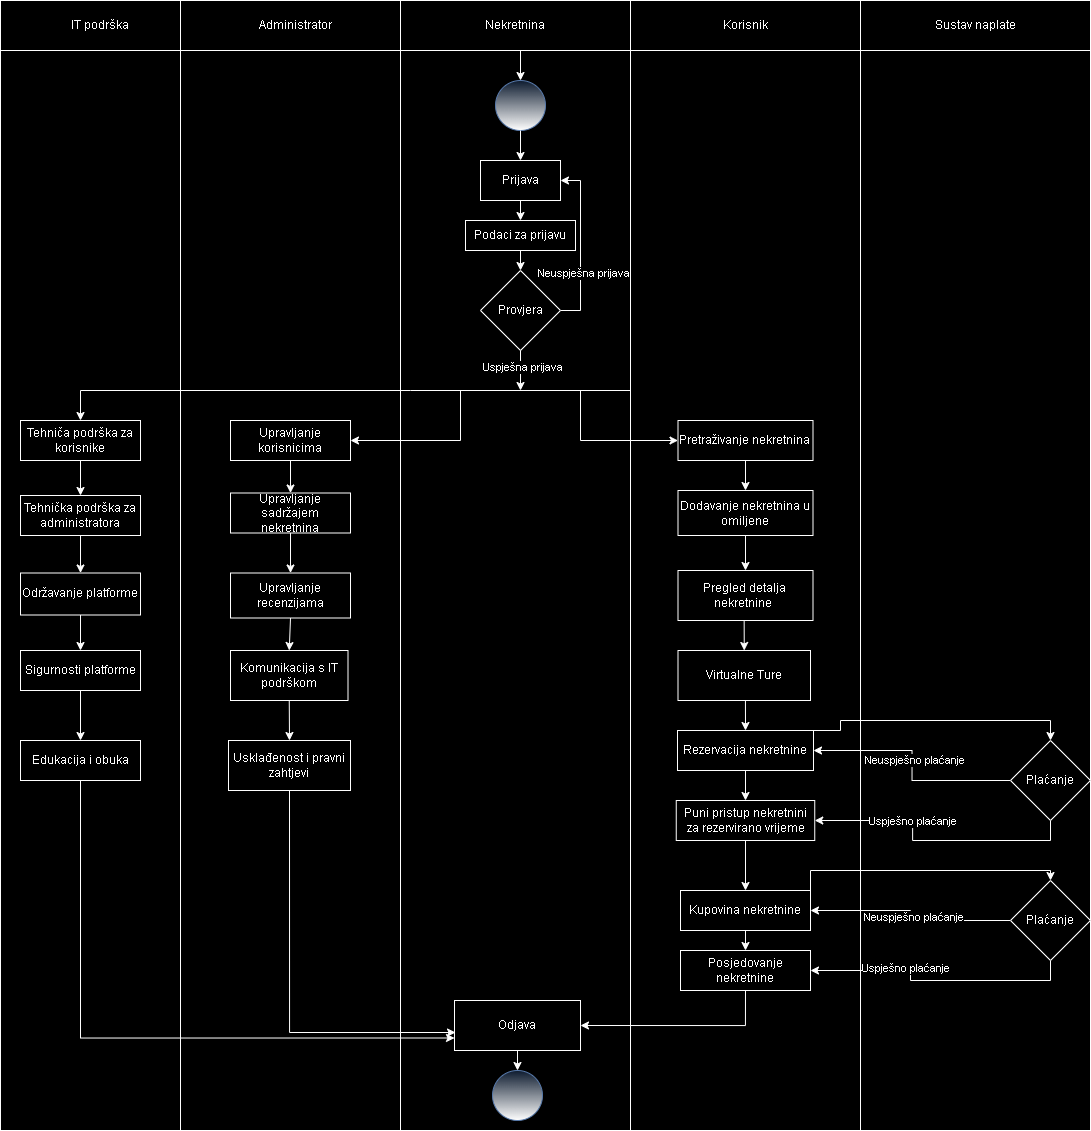 IT podrška
Administrator
Nekretnina
Korisnik
Sustav naplate
Prijava
Podaci za prijavu
Neuspješna prijava
Provjera
Uspješna prijava
Tehniča podrška za
korisnike
Tehnička podrška za
administratora
Održavanje platforme
Sigurnosti platforme
Edukacija i obuka
Upravljanje
korisnicima
Upravljanje
sadržajem
nekretnina
Upravljanje
recenzijama
Komunikacija s IT
podrškom
Usklađenost i pravni
zahtjevi
Pretraživanje nekretnina
Dodavanje nekretnina u
omiljene
Pregled detalja
nekretnine
Virtualne Ture
Rezervacija nekretnine
Neuspješno plaćanje
Plaćanje
Puni pristup nekretnini
za rezervirano vrijeme
Uspješno plaćanje
Kupovina nekretnine
Neuspješno plaćanje
Plaćanje
Posjedovanje
nekretnine
Uspješno plaćanje
Odjava